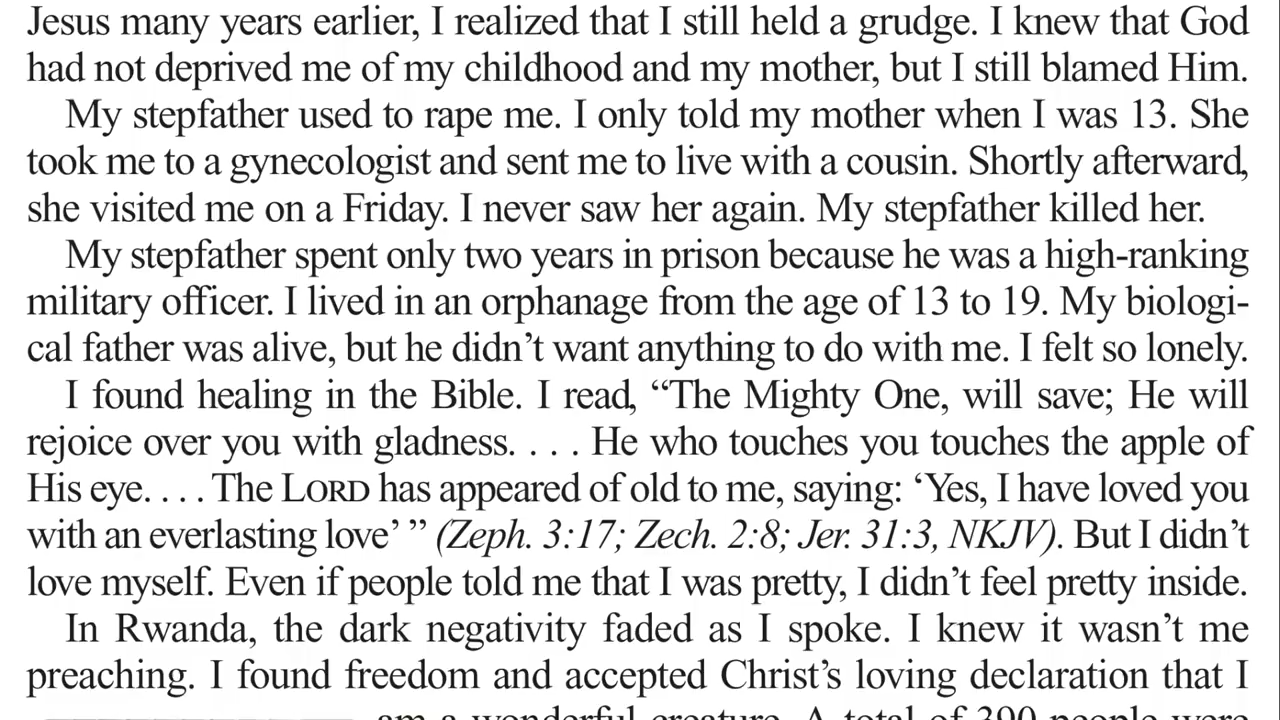 Jesus many years earlier, I realized that I still held a grudge. I knew that God
had not deprived me of my childhood and my mother, but I still blamed Him.
My stepfather used to rape me. I only told my mother when I was 13. She
took me to a gynecologist and sent me to live with a cousin. Shortly afterward,
she visited me on a Friday. I never saw her again. My stepfather killed her.
My stepfather spent only two years in prison because he was a high-ranking
military officer. I lived in an orphanage from the age of 13 to 19. My biologi-
cal father was alive, but he didn’t want anything to do with me. I felt so lonely.
I found healing in the Bible. I read, “The Mighty One, will save; He will
rejoice over you with gladness. . . . He who touches you touches the apple of
His eye. . . . The LORD has appeared of old to me, saying: ‘Yes, I have loved you
with an everlasting love’ ” (Zeph. 3:17; Zech. 2:8; Jer. 31:3, NKJV). But I didn’t
love myself. Even if people told me that I was pretty, I didn’t feel pretty inside.
In Rwanda, the dark negativity faded as I spoke. I knew it wasn’t me
preaching. I found freedom and accepted Christ’s loving declaration that I
am a wonderful creature. A total of 390 people were